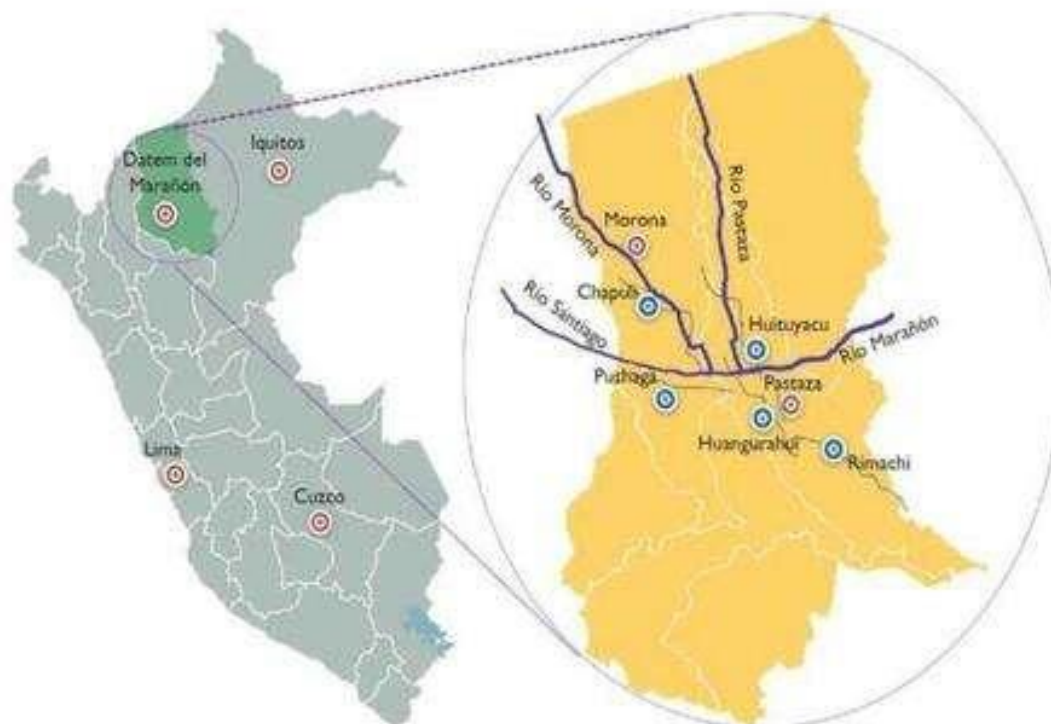 Iquitos
Datem del
Marañón
Lima
Cuzco
Río Morona
Río Pastaza
Morona
Chapuli
Río Santiago
Huituyacu
Río Marañón
Pushaga
Pastaza
Huangurahui
Rimachi